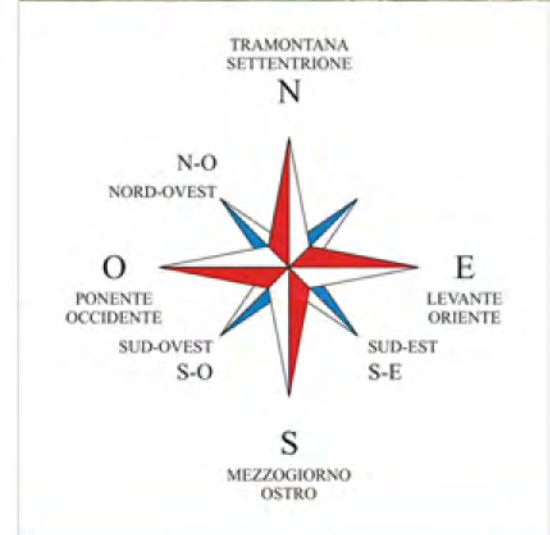 TRAMONTANA
SETTENTRIONE
N
N-O
NORD-OVEST
O
PONENTE
OCCIDENTE
E
LEVANTE
ORIENTE
SUD-OVEST
S-O
SUD-EST
S-E
S
MEZZOGIORNO
OSTRO